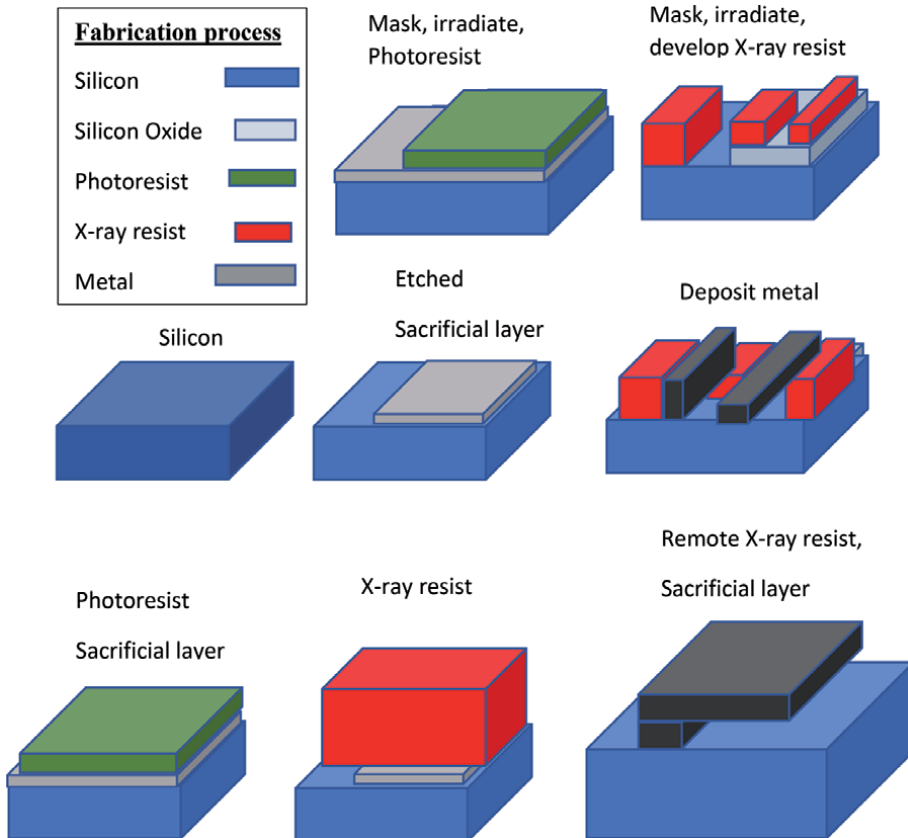 Fabrication process
Silicon
Silicon Oxide
Photoresist
X-ray resist
Metal
Mask, irradiate,
Photoresist
Mask, irradiate,
develop X-ray resist
Silicon
Etched
Sacrificial layer
Deposit metal
Photoresist
Sacrificial layer
X-ray resist
Remote X-ray resist,
Sacrificial layer